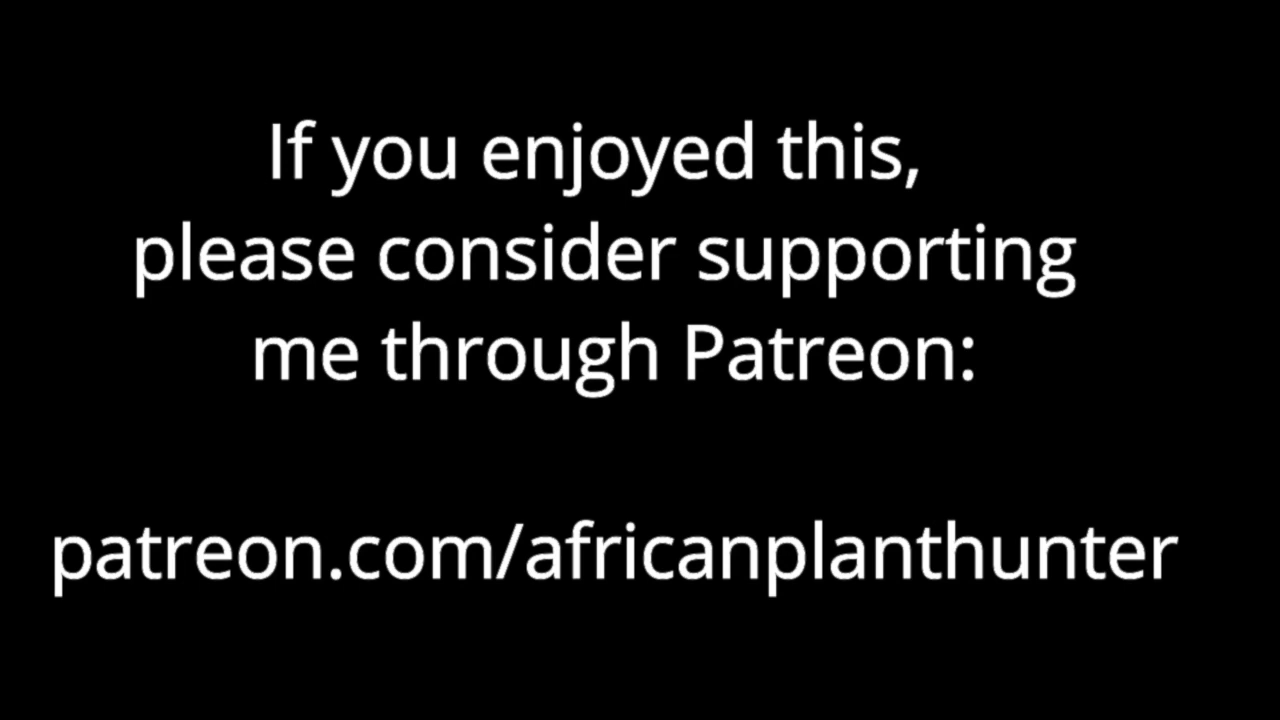 If you enjoyed this,
please consider supporting
me through Patreon:
patreon.com/africanplanthunter